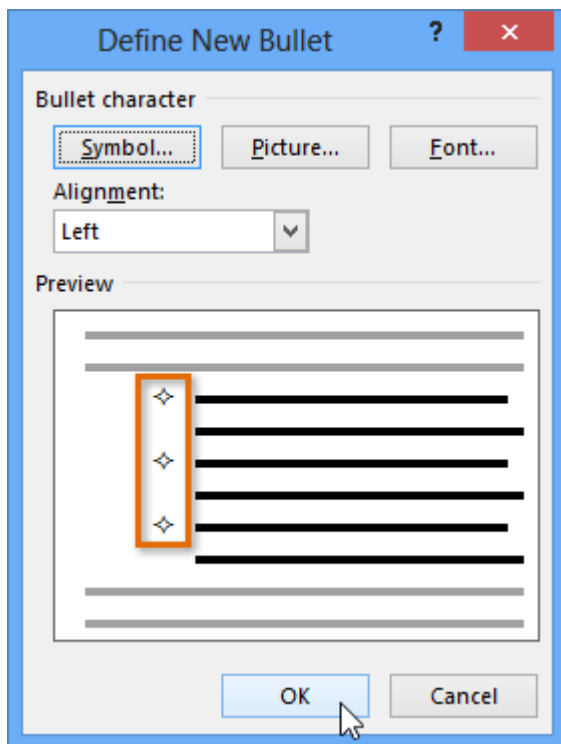 Define New Bullet ? ×
Bullet character
Symbol... Picture... Font...
Alignment:
Left
Preview
OK Cancel